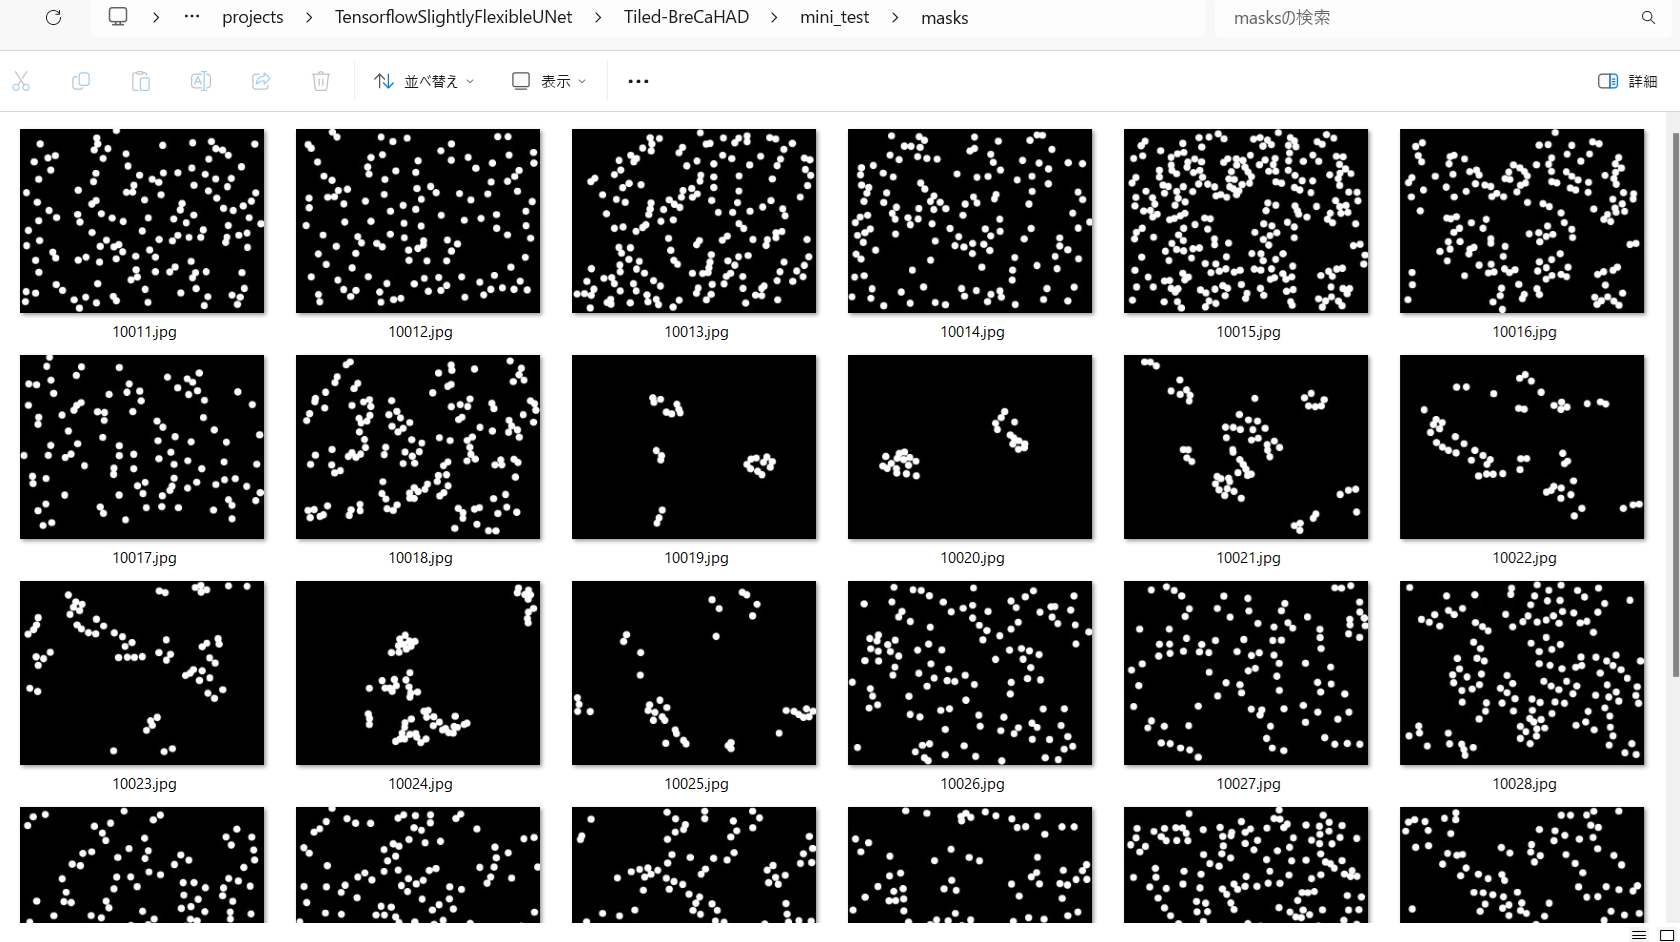 projects > TensorflowSlightlyFlexibleUNet > Tiled-BreCaHAD > mini_test > masks
masksの検索
並べ替え
表示
詳細
10011.jpg
10012.jpg
10013.jpg
10014.jpg
10015.jpg
10016.jpg
10017.jpg
10018.jpg
10019.jpg
10020.jpg
10021.jpg
10022.jpg
10023.jpg
10024.jpg
10025.jpg
10026.jpg
10027.jpg
10028.jpg